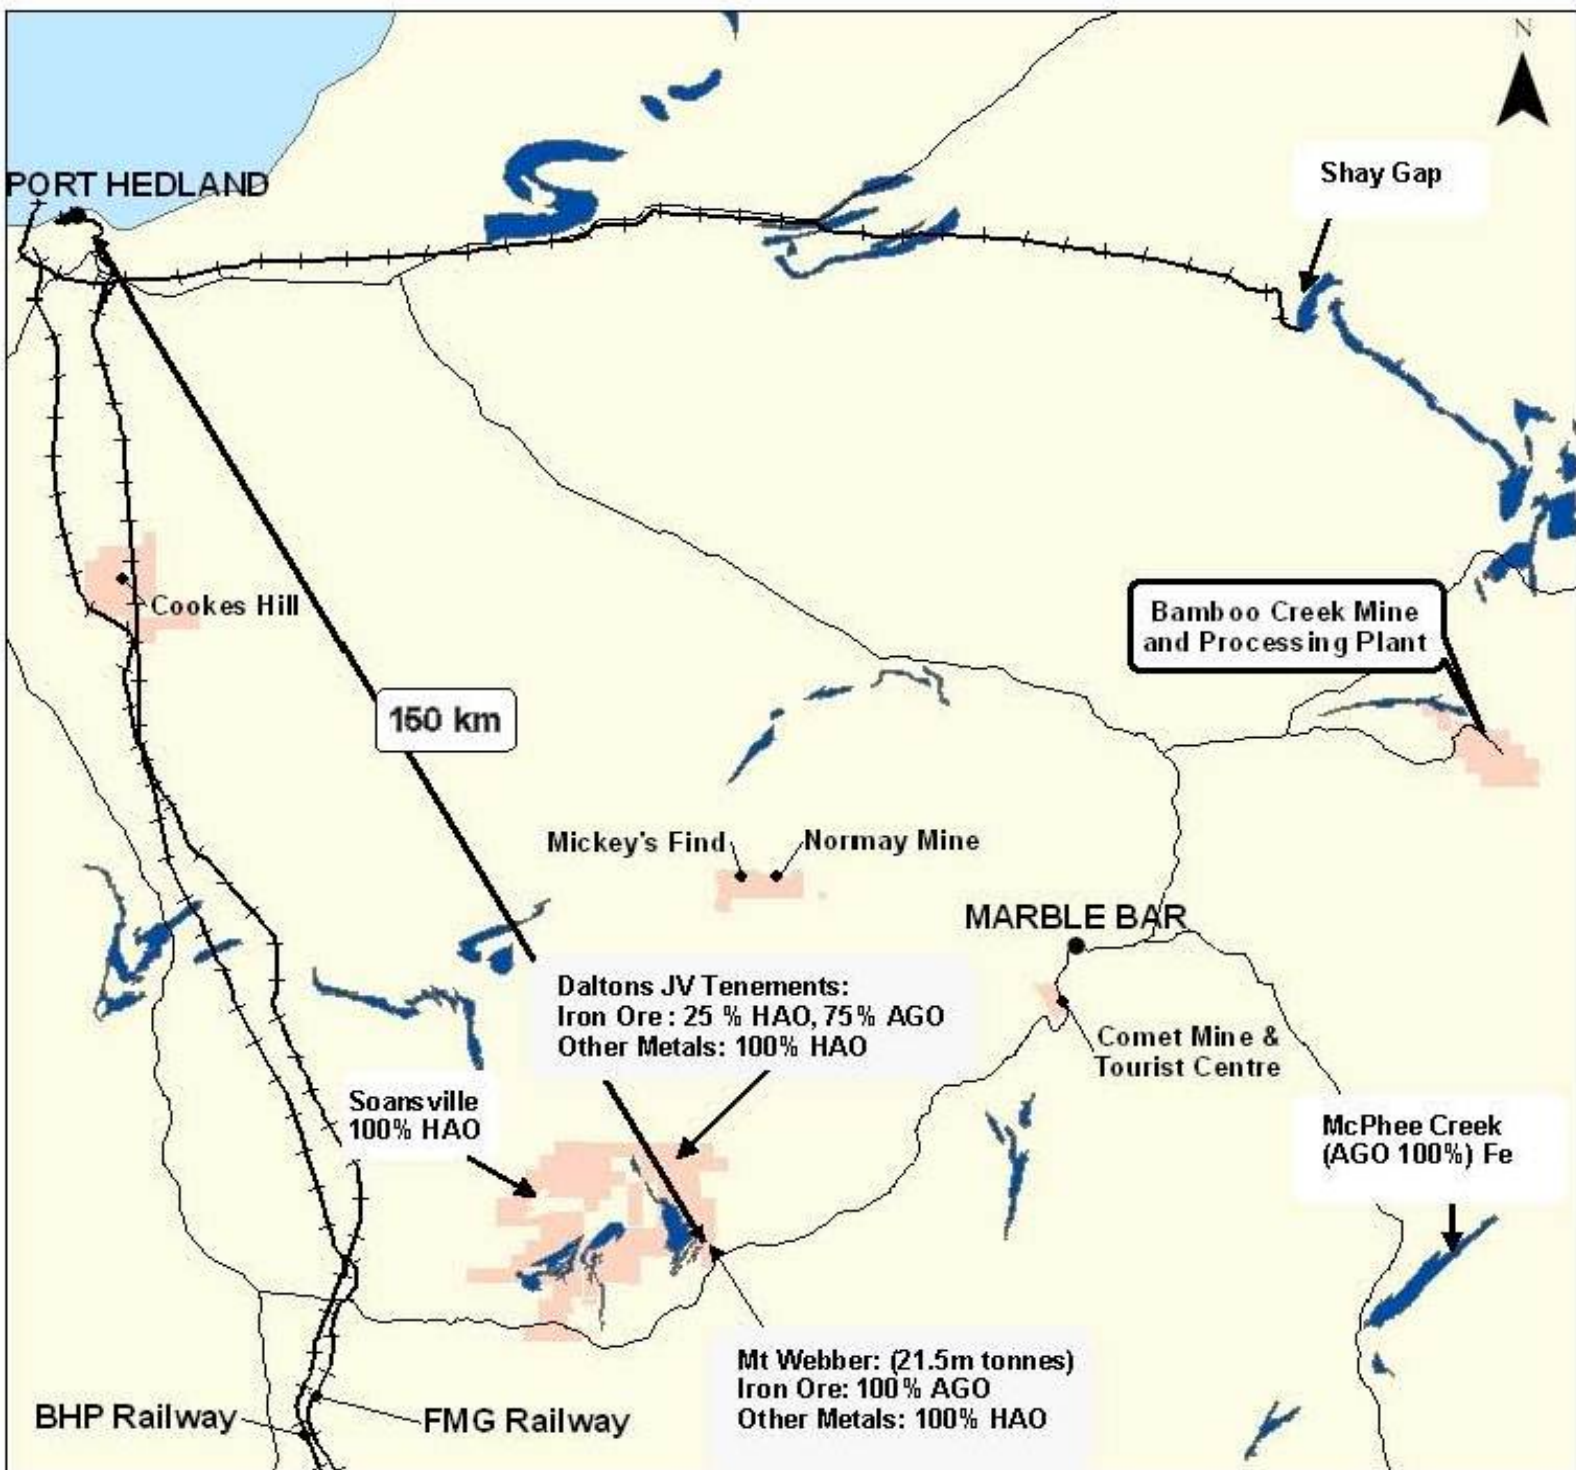 N
Shay Gap
PORT HEDLAND
Cookes Hill
Bamboo Creek Mine
and Processing Plant
150 km
Mickey's Find
Normay Mine
MARBLE BAR
Daltons JV Tenements:
Iron Ore : 25 % HAO, 75% AGO
Other Metals: 100% HAO
Comet Mine &
Tourist Centre
Soansville
100% HAO
McPhee Creek
(AGO 100%) Fe
Mt Webber: (21.5m tonnes)
Iron Ore: 100% AGO
Other Metals: 100% HAO
BHP Railway
FMG Railway